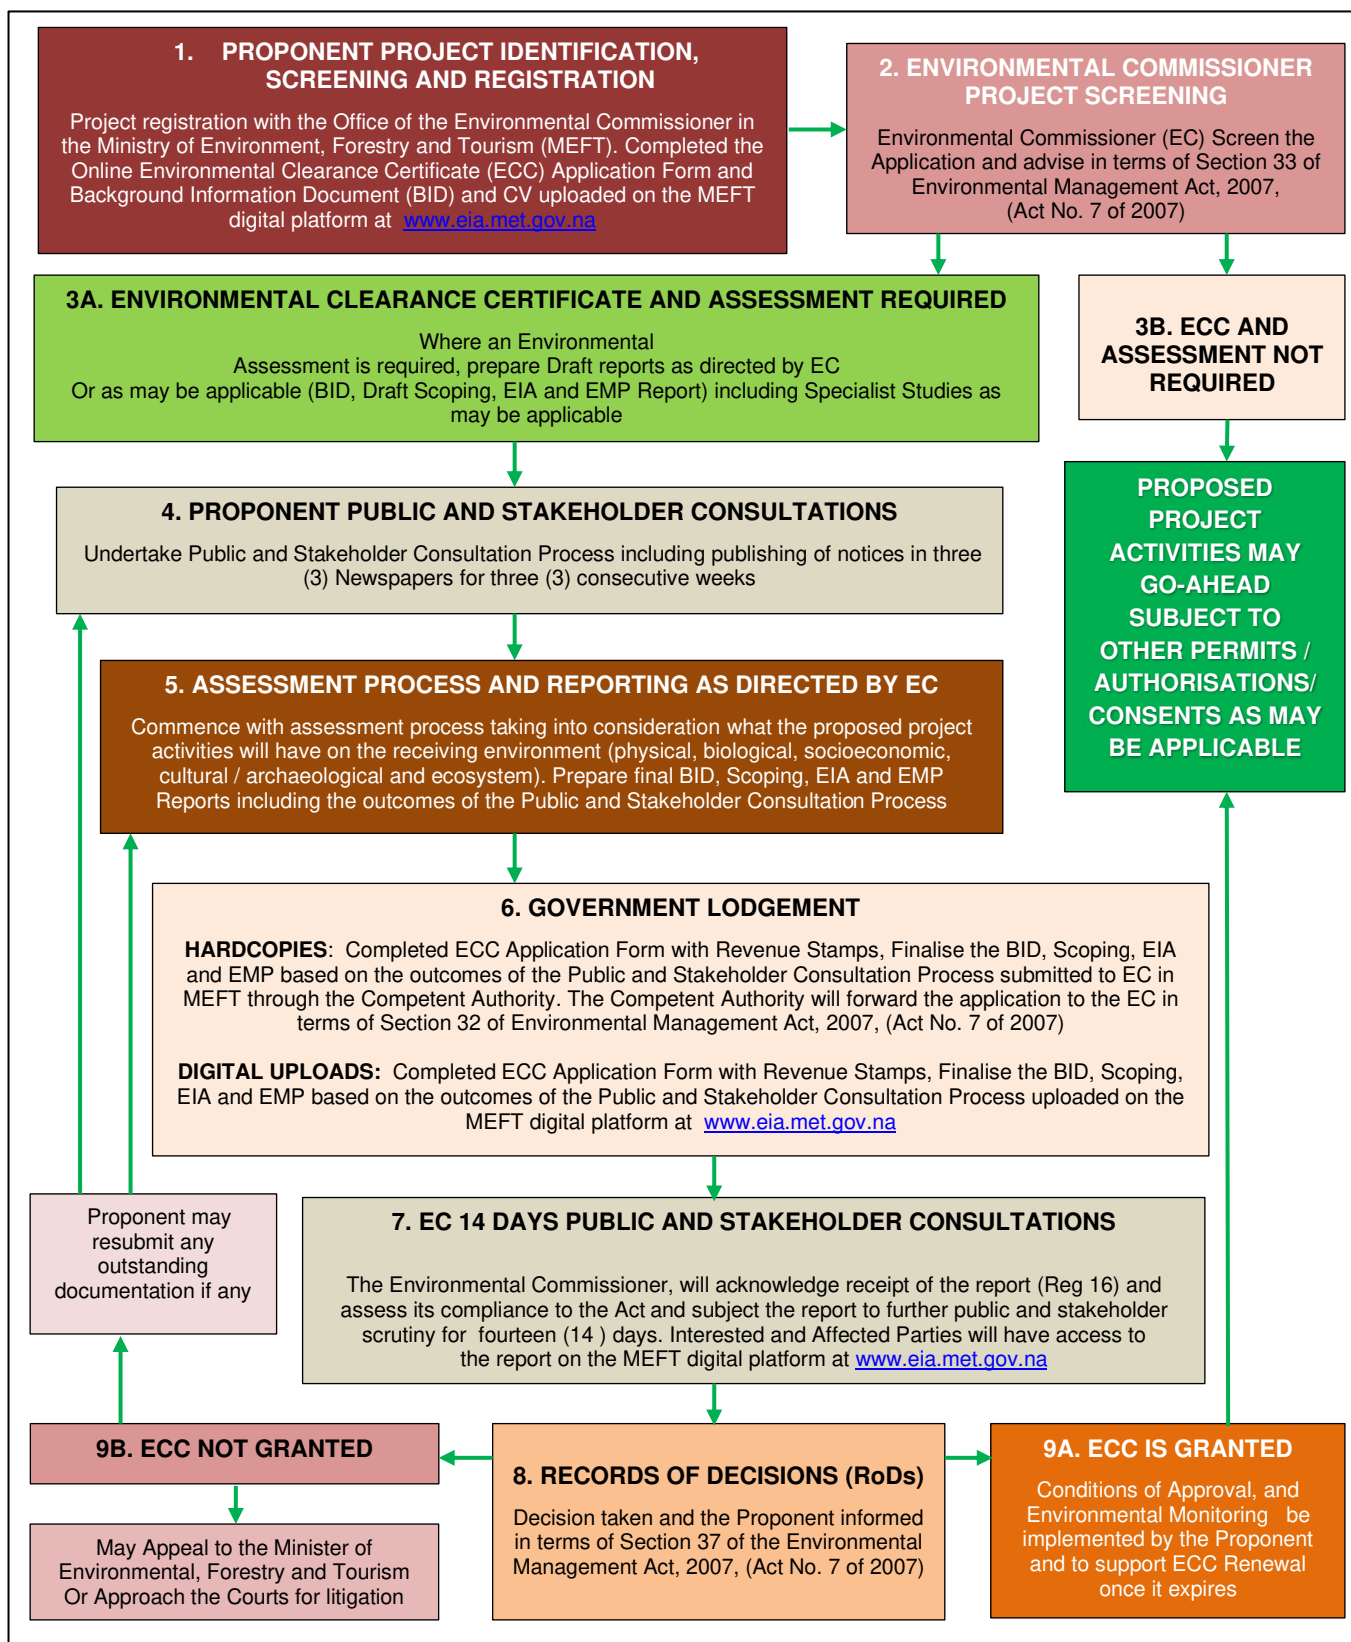 1. PROPONENT PROJECT IDENTIFICATION,
SCREENING AND REGISTRATION
Project registration with the Office of the Environmental Commissioner in
the Ministry of Environment, Forestry and Tourism (MEFT). Completed the
Online Environmental Clearance Certificate (ECC) Application Form and
Background Information Document (BID) and CV uploaded on the MEFT
digital platform at www.eia.met.gov.na
2. ENVIRONMENTAL COMMISSIONER
PROJECT SCREENING
Environmental Commissioner (EC) Screen the
Application and advise in terms of Section 33 of
Environmental Management Act, 2007,
(Act No. 7 of 2007)
3A. ENVIRONMENTAL CLEARANCE CERTIFICATE AND ASSESSMENT REQUIRED
Where an Environmental
Assessment is required, prepare Draft reports as directed by EC
Or as may be applicable (BID, Draft Scoping, EIA and EMP Report) including Specialist Studies as
may be applicable
3B. ECC AND
ASSESSMENT NOT
REQUIRED
4. PROPONENT PUBLIC AND STAKEHOLDER CONSULTATIONS
Undertake Public and Stakeholder Consultation Process including publishing of notices in three
(3) Newspapers for three (3) consecutive weeks
PROPOSED
PROJECT
ACTIVITIES MAY
GO-AHEAD
SUBJECT TO
OTHER PERMITS /
AUTHORISATIONS/
CONSENTS AS MAY
BE APPLICABLE
5. ASSESSMENT PROCESS AND REPORTING AS DIRECTED BY EC
Commence with assessment process taking into consideration what the proposed project
activities will have on the receiving environment (physical, biological, socioeconomic,
cultural / archaeological and ecosystem). Prepare final BID, Scoping, EIA and EMP
Reports including the outcomes of the Public and Stakeholder Consultation Process
6. GOVERNMENT LODGEMENT
HARDCOPIES: Completed ECC Application Form with Revenue Stamps, Finalise the BID, Scoping, EIA
and EMP based on the outcomes of the Public and Stakeholder Consultation Process submitted to EC in
MEFT through the Competent Authority. The Competent Authority will forward the application to the EC in
terms of Section 32 of Environmental Management Act, 2007, (Act No. 7 of 2007)
DIGITAL UPLOADS: Completed ECC Application Form with Revenue Stamps, Finalise the BID, Scoping,
EIA and EMP based on the outcomes of the Public and Stakeholder Consultation Process uploaded on the
MEFT digital platform at www.eia.met.gov.na
Proponent may
resubmit any
outstanding
documentation if any
7. EC 14 DAYS PUBLIC AND STAKEHOLDER CONSULTATIONS
The Environmental Commissioner, will acknowledge receipt of the report (Reg 16) and
assess its compliance to the Act and subject the report to further public and stakeholder
scrutiny for fourteen (14 ) days. Interested and Affected Parties will have access to
the report on the MEFT digital platform at www.eia.met.gov.na
9B. ECC NOT GRANTED
May Appeal to the Minister of
Environmental, Forestry and Tourism
Or Approach the Courts for litigation
8. RECORDS OF DECISIONS (RoDs)
Decision taken and the Proponent informed
in terms of Section 37 of the Environmental
Management Act, 2007, (Act No. 7 of 2007)
9A. ECC IS GRANTED
Conditions of Approval, and
Environmental Monitoring be
implemented by the Proponent
and to support ECC Renewal
once it expires